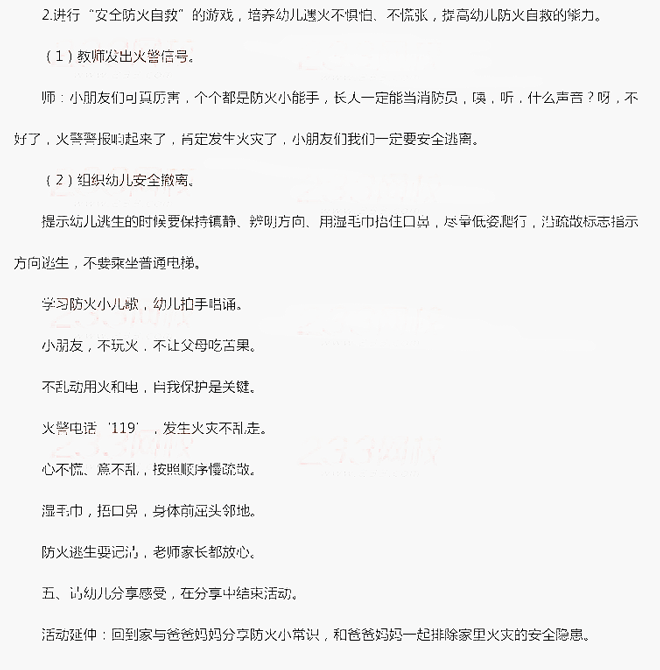 2.进行“安全防火自救”的游戏，培养幼儿遇火不惧怕、不慌张，提高幼儿防火自救的能力。
（1）教师发出火警信号。
师：小朋友们可真厉害，个个都是防火小能手，长大一定能当消防员，咦，听，什么声音？呀，不
好了，火警警报响起来了，肯定发生火灾了，小朋友们我们一定要安全逃离。
（2）组织幼儿安全撤离。
提示幼儿逃生的时候要保持镇静、辨明方向、用湿毛巾捂住口鼻，尽量低姿爬行，沿疏散标志指示
方向逃生，不要乘坐普通电梯。
学习防火小儿歌，幼儿拍手唱诵。
小朋友，不玩火．不让父母吃苦果。
不乱动用火和电，自我保护是关键。
火警电话‘119’，发生火灾不乱走。
心不慌、意不乱，按照顺序慢疏散。
湿毛巾，捂口鼻，身体前屈头邻地。
防火逃生要记清，老师家长都放心。
五、请幼儿分享感受，在分享中结束活动。
活动延伸：回到家与爸爸妈妈分享防火小常识，和爸爸妈妈一起排除家里火灾的安全隐患。